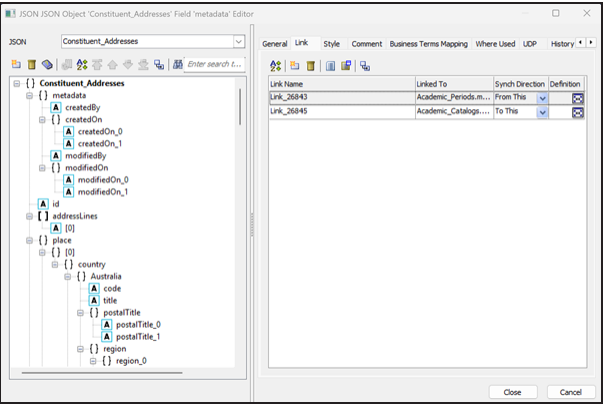 JSON JSON Object 'Constituent_Addresses' Field 'metadata' Editor
JSON
Constituent_Addresses
Enter search t...
{ } Constituent_Addresses
{ } metadata
A createdBy
{ } createdOn
A createdOn_0
A createdOn_1
A modifiedBy
{ } modifiedOn
A modifiedOn_0
A modifiedOn_1
A id
[ ] addressLines
A [0]
{ } place
{ } [0]
{ } country
{ } Australia
A code
A title
{ } postalTitle
A postalTitle_0
A postalTitle_1
{ } region
{ } region_0
General Link Style Comment Business Terms Mapping Where Used UDP History
Link Name Linked To Synch Direction Definition
Link_26843 Academic_Periods.m... From This
Link_26845 Academic_Catalogs.... To This
Close Cancel